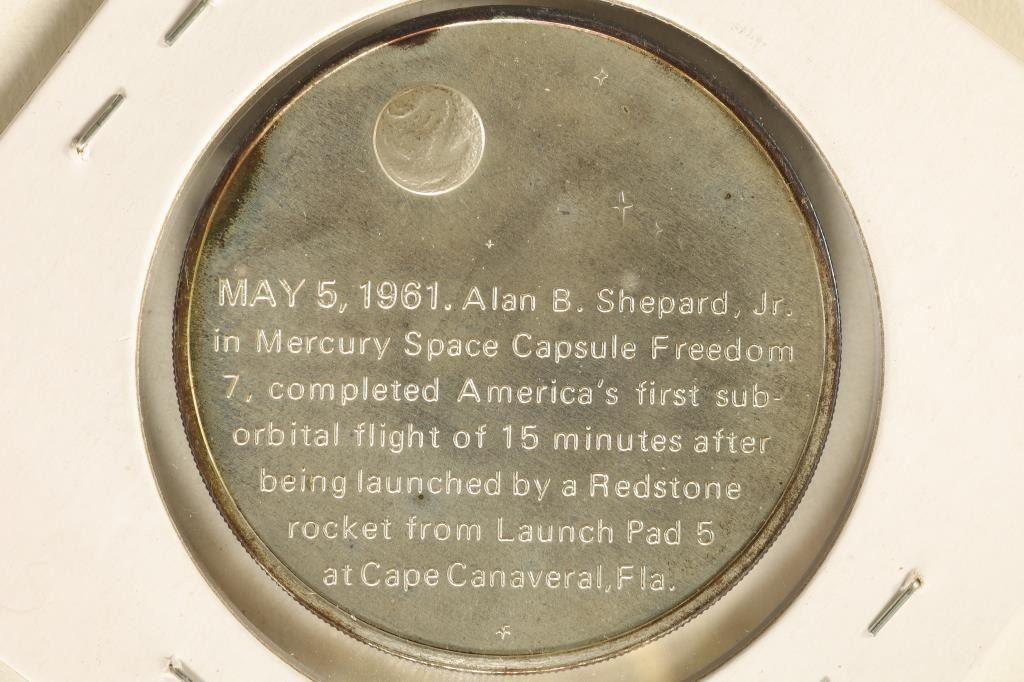 MAY 5, 1961. Alan B. Shepard, Jr.
in Mercury Space Capsule Freedom
7, completed America's first sub-
orbital flight of 15 minutes after
being launched by a Redstone
rocket from Launch Pad 5
at Cape Canaveral, Fla.